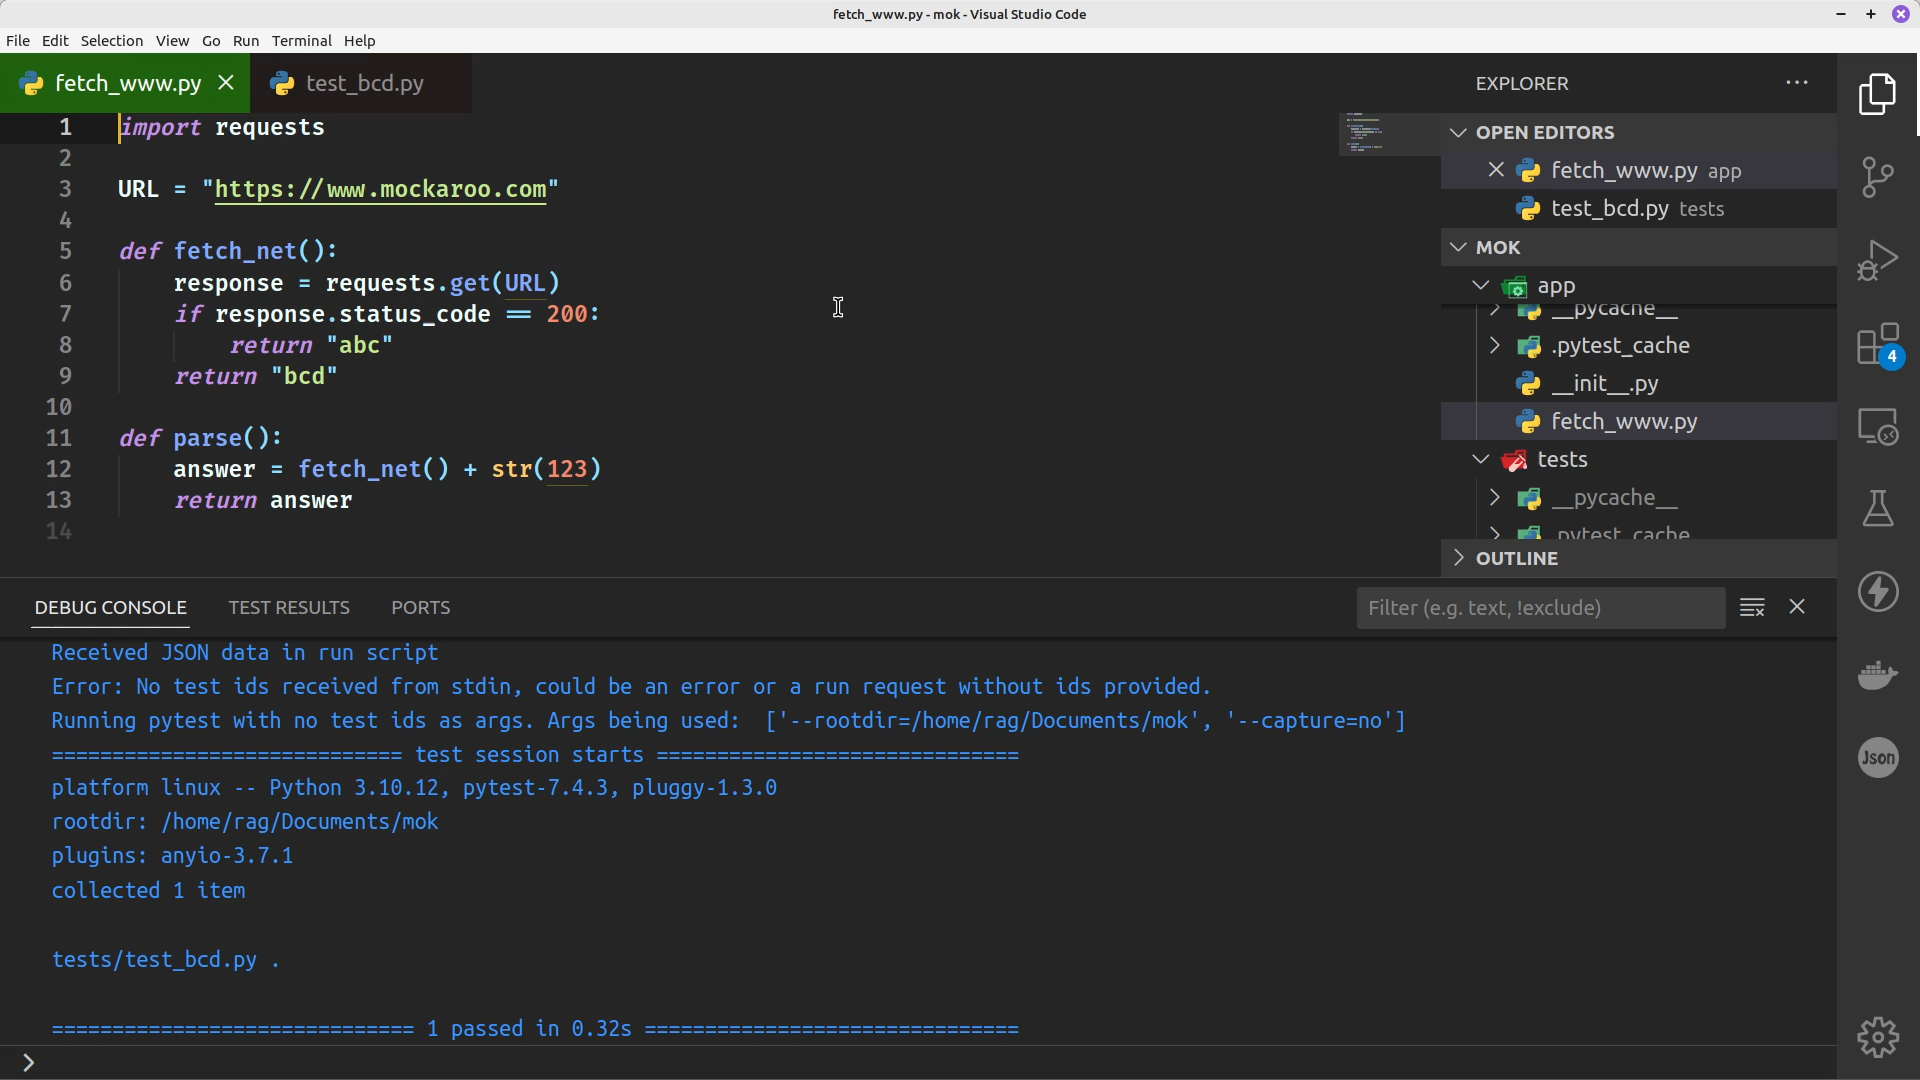 fetch_www.py - mok - Visual Studio Code
File Edit Selection View Go Run Terminal Help
fetch_www.py
test_bcd.py
1 import requests
2
3 URL = "https://www.mockaroo.com"
4
5 def fetch_net():
6 response = requests.get(URL)
7 if response.status_code == 200:
8 return "abc"
9 return "bcd"
10
11 def parse():
12 answer = fetch_net() + str(123)
13 return answer
14
EXPLORER
OPEN EDITORS
fetch_www.py app
test_bcd.py tests
MOK
app
__pycache__
.pytest_cache
__init__.py
fetch_www.py
tests
__pycache__
.pytest_cache
OUTLINE
4
Json
DEBUG CONSOLE TEST RESULTS PORTS
Filter (e.g. text, !exclude)
Received JSON data in run script
Error: No test ids received from stdin, could be an error or a run request without ids provided.
Running pytest with no test ids as args. Args being used:  ['--rootdir=/home/rag/Documents/mok', '--capture=no']
============================= test session starts ==============================
platform linux -- Python 3.10.12, pytest-7.4.3, pluggy-1.3.0
rootdir: /home/rag/Documents/mok
plugins: anyio-3.7.1
collected 1 item
tests/test_bcd.py .
============================== 1 passed in 0.32s ===============================